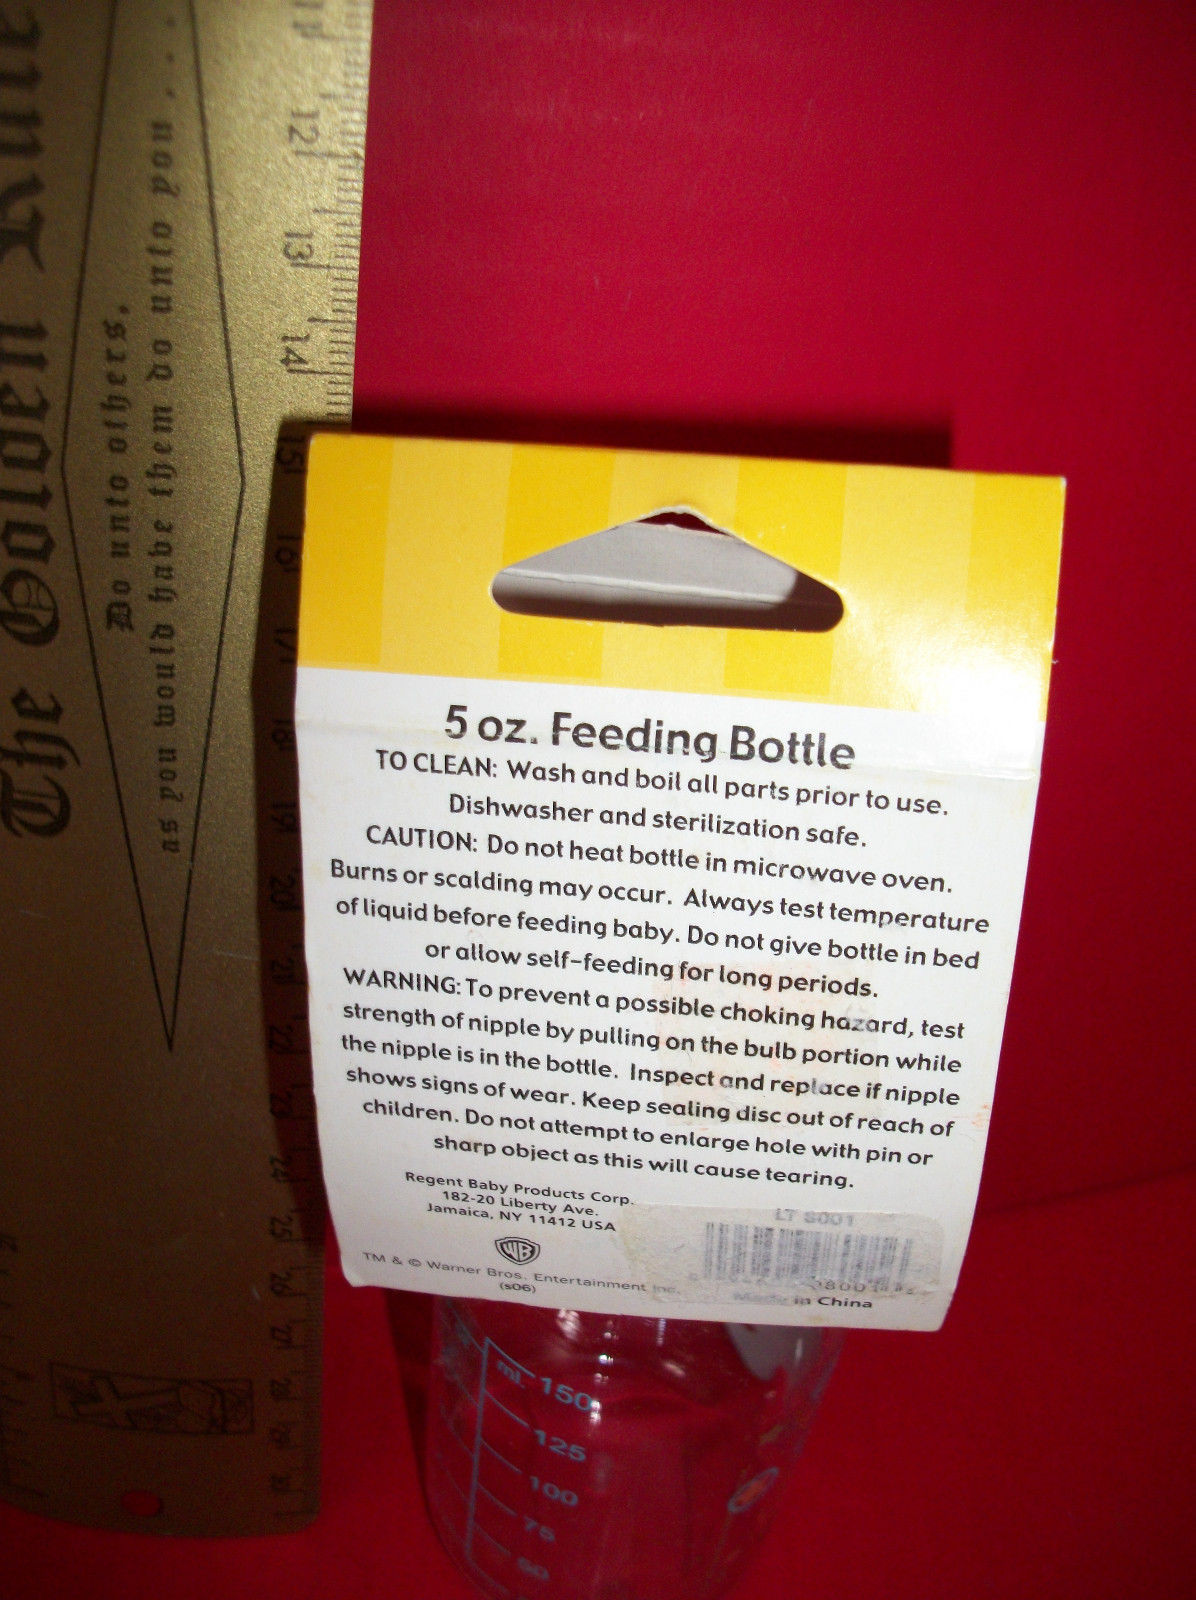 The Golden Rule
Do unto others,
as you would have them do unto you . . . .
11
12
13
14
15
16
17
18
19
20
21
22
23
24
25
26
27
28
5 oz. Feeding Bottle
TO CLEAN: Wash and boil all parts prior to use.
Dishwasher and sterilization safe.
CAUTION: Do not heat bottle in microwave oven.
Burns or scalding may occur. Always test temperature
of liquid before feeding baby. Do not give bottle in bed
or allow self-feeding for long periods.
WARNING: To prevent a possible choking hazard, test
strength of nipple by pulling on the bulb portion while
the nipple is in the bottle. Inspect and replace if nipple
shows signs of wear. Keep sealing disc out of reach of
children. Do not attempt to enlarge hole with pin or
sharp object as this will cause tearing.
Regent Baby Products Corp.
182-20 Liberty Ave.
Jamaica, NY 11412 USA
LT 8001
WB
TM & © Warner Bros. Entertainment Inc.
(s06)
Made in China
ml 150
125
100
75